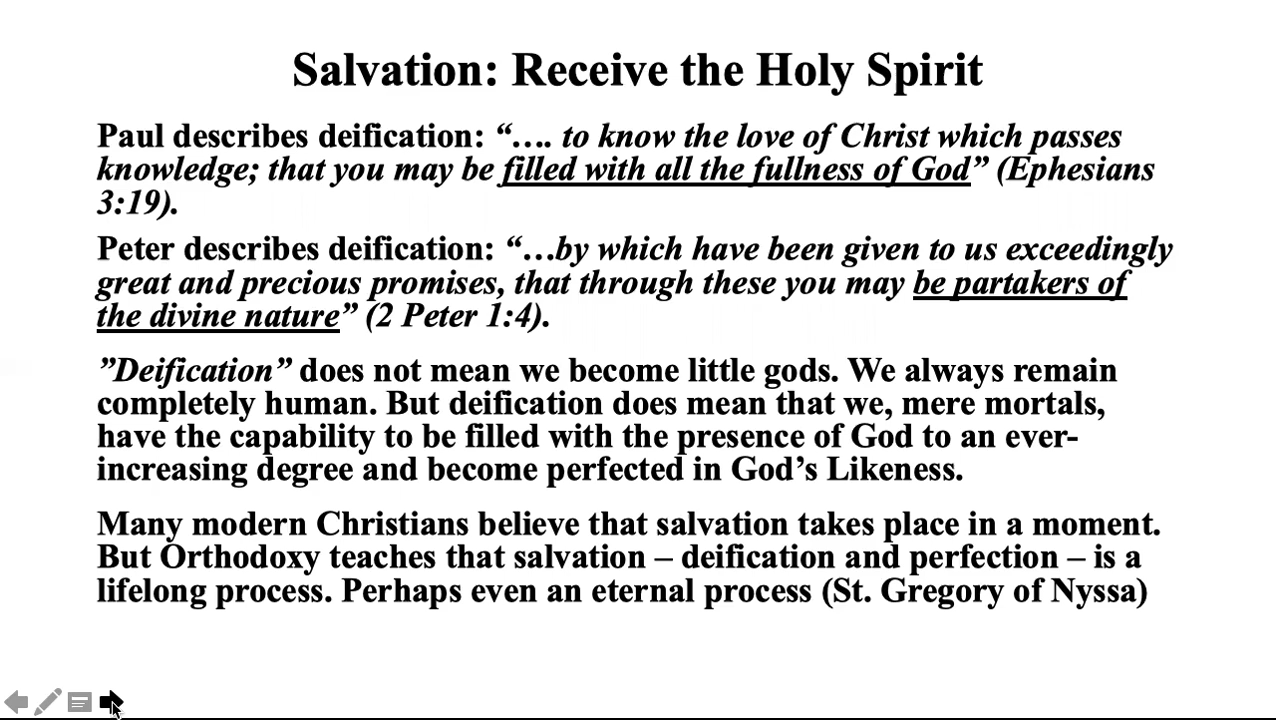 Salvation: Receive the Holy Spirit
Paul describes deification: “…. to know the love of Christ which passes
knowledge; that you may be filled with all the fullness of God” (Ephesians
3:19).
Peter describes deification: “…by which have been given to us exceedingly
great and precious promises, that through these you may be partakers of
the divine nature” (2 Peter 1:4).
”Deification” does not mean we become little gods. We always remain
completely human. But deification does mean that we, mere mortals,
have the capability to be filled with the presence of God to an ever-
increasing degree and become perfected in God’s Likeness.
Many modern Christians believe that salvation takes place in a moment.
But Orthodoxy teaches that salvation – deification and perfection – is a
lifelong process. Perhaps even an eternal process (St. Gregory of Nyssa)